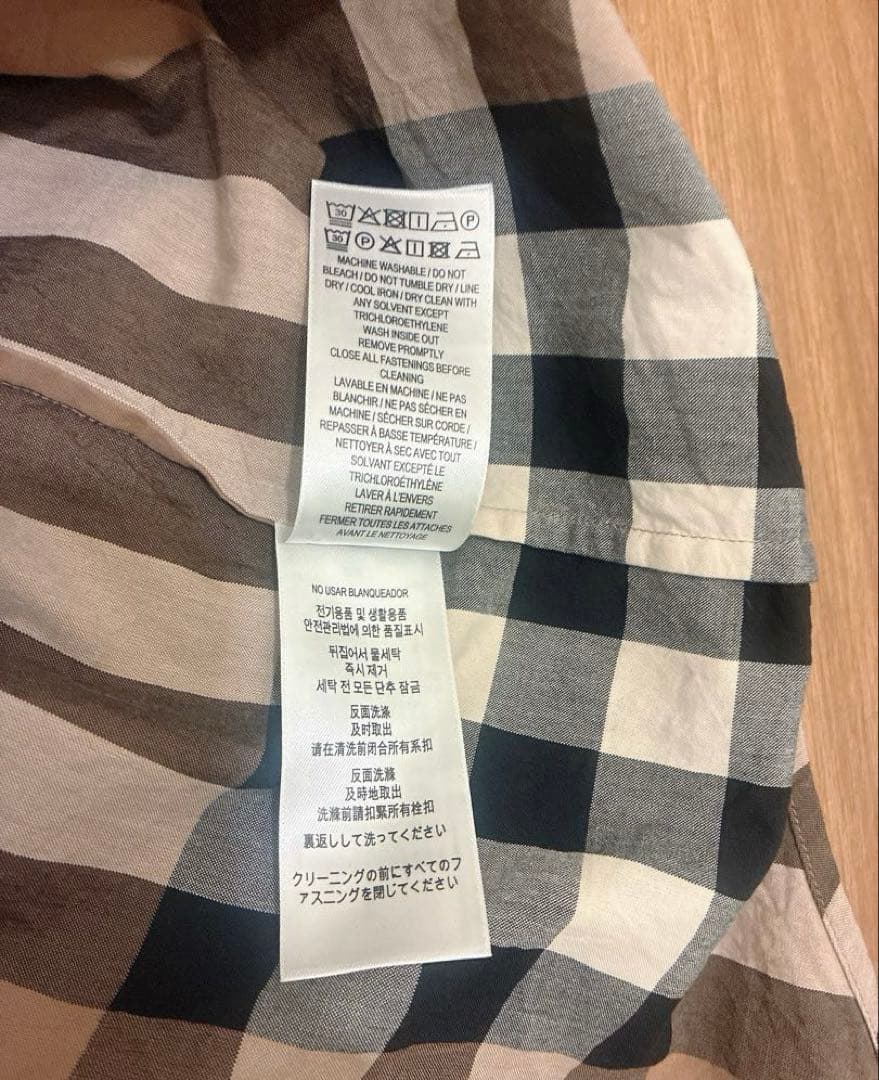 30 P
30 P
MACHINE WASHABLE / DO NOT
BLEACH / DO NOT TUMBLE DRY / LINE
DRY / COOL IRON / DRY CLEAN WITH
ANY SOLVENT EXCEPT
TRICHLOROETHYLENE
WASH INSIDE OUT
REMOVE PROMPTLY
CLOSE ALL FASTENINGS BEFORE
CLEANING
LAVABLE EN MACHINE / NE PAS
BLANCHIR / NE PAS SÉCHER EN
MACHINE / SÉCHER SUR CORDE /
REPASSER À BASSE TEMPÉRATURE /
NETTOYER À SEC AVEC TOUT
SOLVANT EXCEPTÉ LE
TRICHLOROÉTHYLÈNE
LAVER À L'ENVERS
RETIRER RAPIDEMENT
FERMER TOUTES LES ATTACHES
AVANT LE NETTOYAGE
NO USAR BLANQUEADOR
전기용품 및 생활용품
안전관리법에 의한 품질표시
뒤집어서 물세탁
즉시 제거
세탁 전 모든 단추 잠금
反面洗涤
及时取出
请在清洗前闭合所有系扣
反面洗滌
及時地取出
洗滌前請扣緊所有栓扣
裏返しして洗ってください
クリーニングの前にすべてのフ
ァスニングを閉じてください